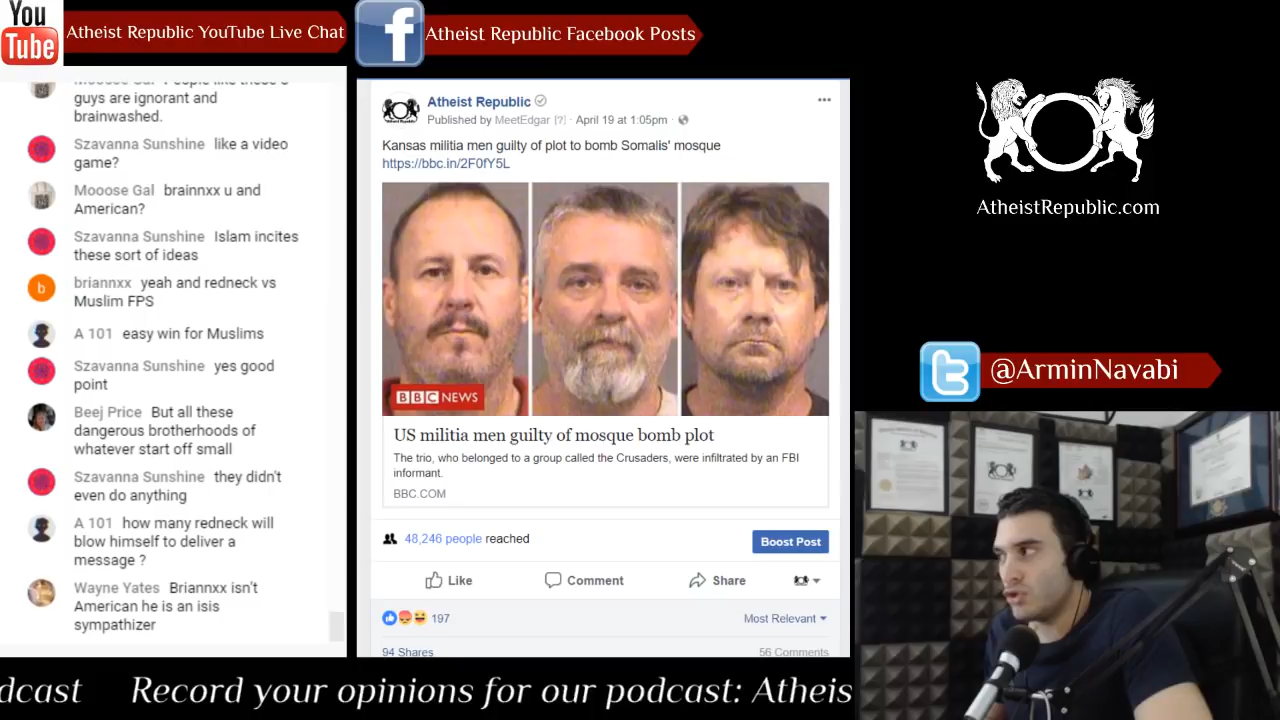 You
Tube
Atheist Republic YouTube Live Chat
Atheist Republic Facebook Posts
Mooose Gal People like these 3
guys are ignorant and
brainwashed.
Szavanna Sunshine like a video
game?
Mooose Gal brainnxx u and
American?
Szavanna Sunshine Islam incites
these sort of ideas
b
briannxx yeah and redneck vs
Muslim FPS
A 101 easy win for Muslims
Szavanna Sunshine yes good
point
Beej Price But all these
dangerous brotherhoods of
whatever start off small
Szavanna Sunshine they didn't
even do anything
A 101 how many redneck will
blow himself to deliver a
message ?
Wayne Yates Briannxx isn't
American he is an isis
sympathizer
Atheist Republic
Published by MeetEdgar [?] · April 19 at 1:05pm ·
Kansas militia men guilty of plot to bomb Somalis' mosque
https://bbc.in/2F0fY5L
BBC NEWS
US militia men guilty of mosque bomb plot
The trio, who belonged to a group called the Crusaders, were infiltrated by an FBI
informant.
BBC.COM
48,246 people reached
Boost Post
Like Comment Share
197
Most Relevant
94 Shares
56 Comments
AtheistRepublic.com
@ArminNavabi
dcast Record your opinions for our podcast: Atheis